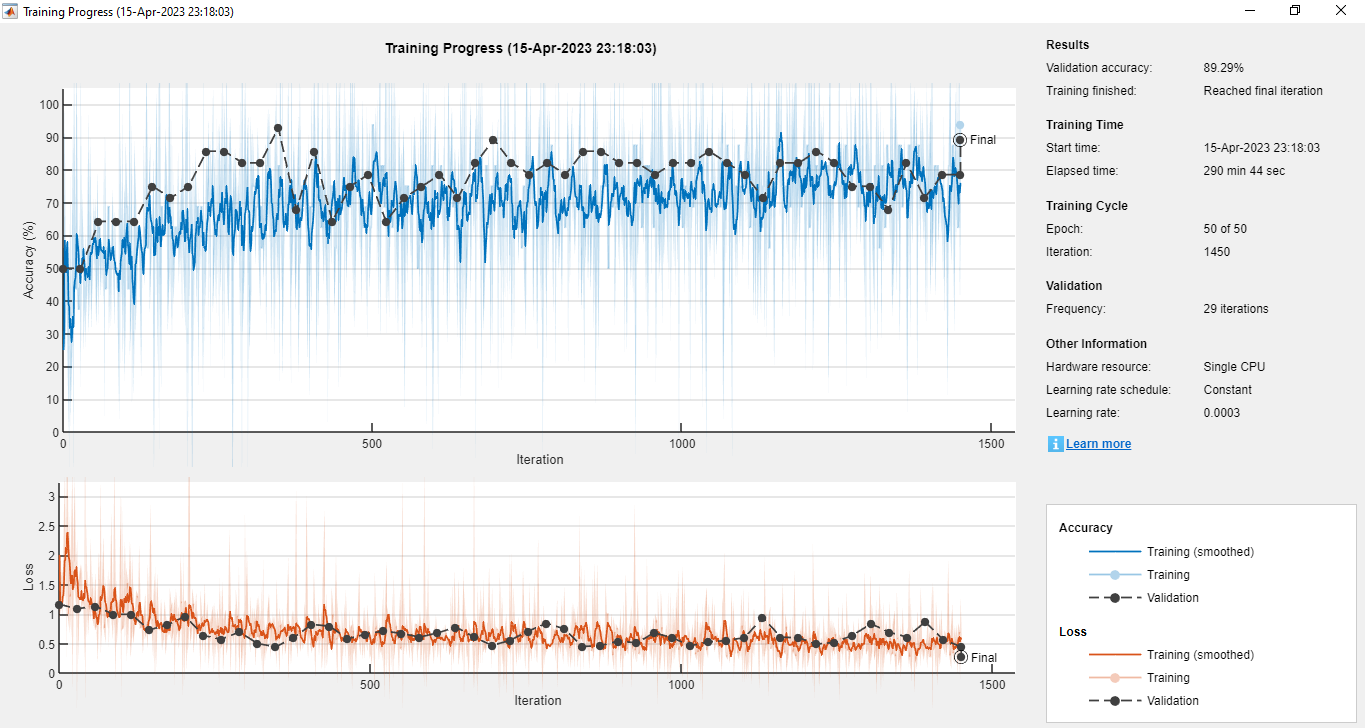 Training Progress (15-Apr-2023 23:18:03)
Training Progress (15-Apr-2023 23:18:03)
100
90
80
70
60
50
40
30
20
10
0
Accuracy (%)
0 500 1000 1500
Iteration
Final
3
2.5
2
1.5
1
0.5
0
Loss
0 500 1000 1500
Iteration
Final
Results
Validation accuracy: 89.29%
Training finished: Reached final iteration
Training Time
Start time: 15-Apr-2023 23:18:03
Elapsed time: 290 min 44 sec
Training Cycle
Epoch: 50 of 50
Iteration: 1450
Validation
Frequency: 29 iterations
Other Information
Hardware resource: Single CPU
Learning rate schedule: Constant
Learning rate: 0.0003
i Learn more
Accuracy
Training (smoothed)
Training
Validation
Loss
Training (smoothed)
Training
Validation